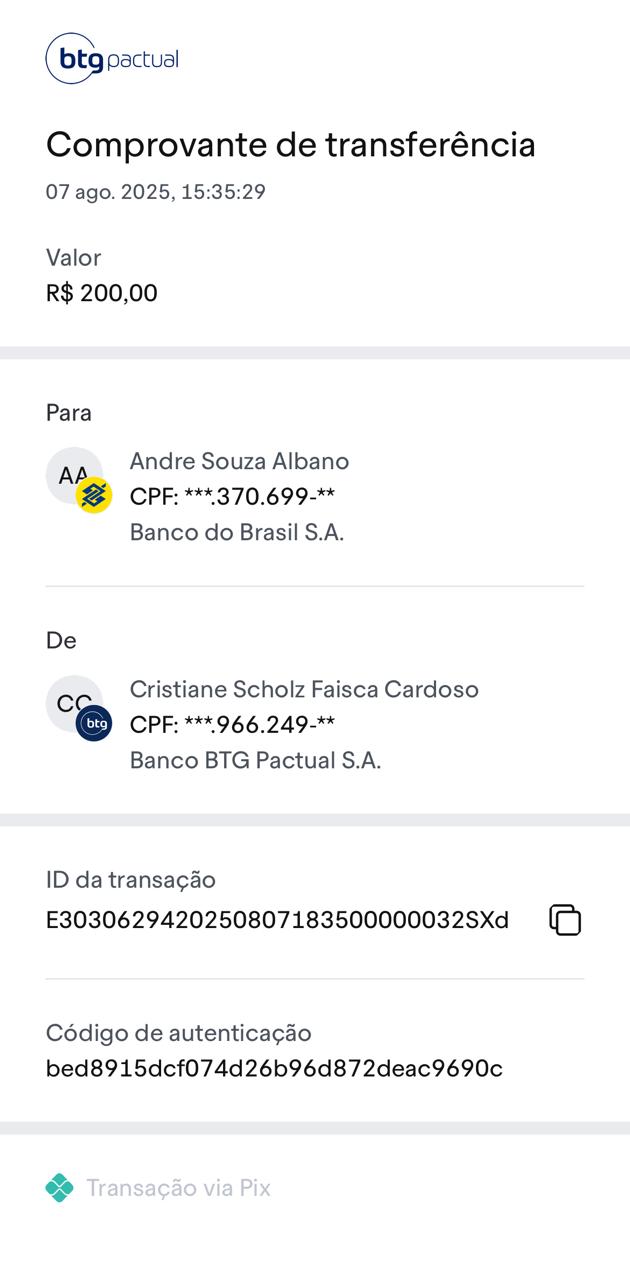 btg pactual
Comprovante de transferência
07 ago. 2025, 15:35:29
Valor
R$ 200,00
Para
AA
Andre Souza Albano
CPF: ***.370.699-**
Banco do Brasil S.A.
De
CC
btg
Cristiane Scholz Faisca Cardoso
CPF: ***.966.249-**
Banco BTG Pactual S.A.
ID da transação
E3030629420250807183500000032SXd
Código de autenticação
bed8915dcf074d26b96d872deac9690c
Transação via Pix